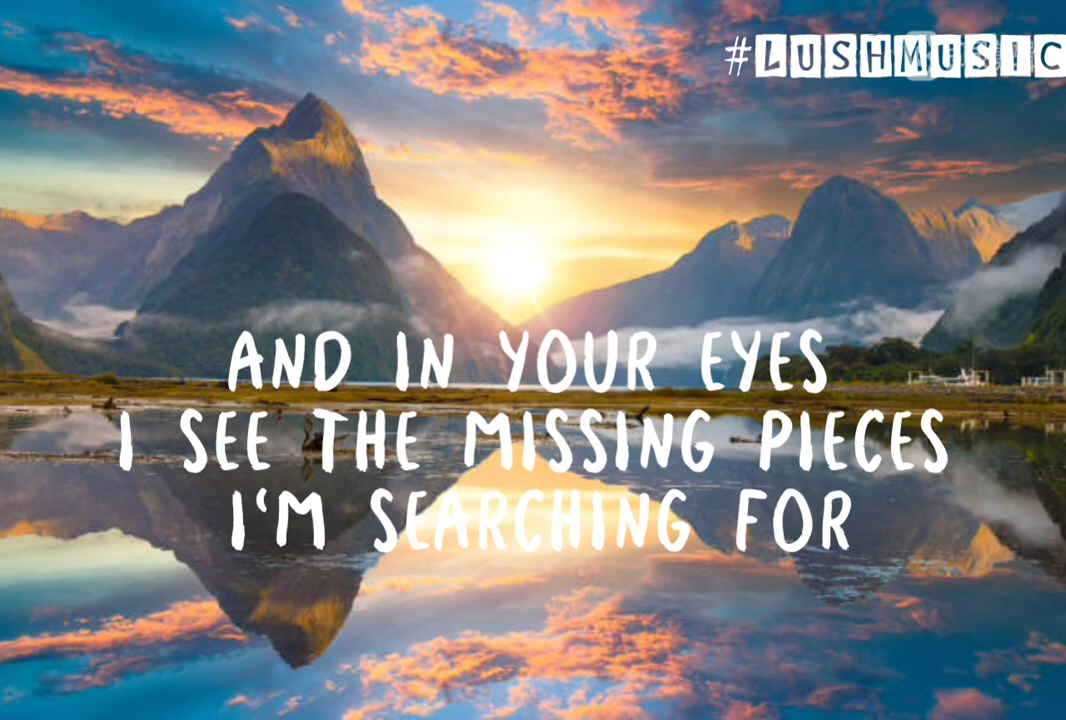 #LUSHMUSIC
AND IN YOUR EYES
I SEE THE MISSING PIECES
I'M SEARCHING FOR